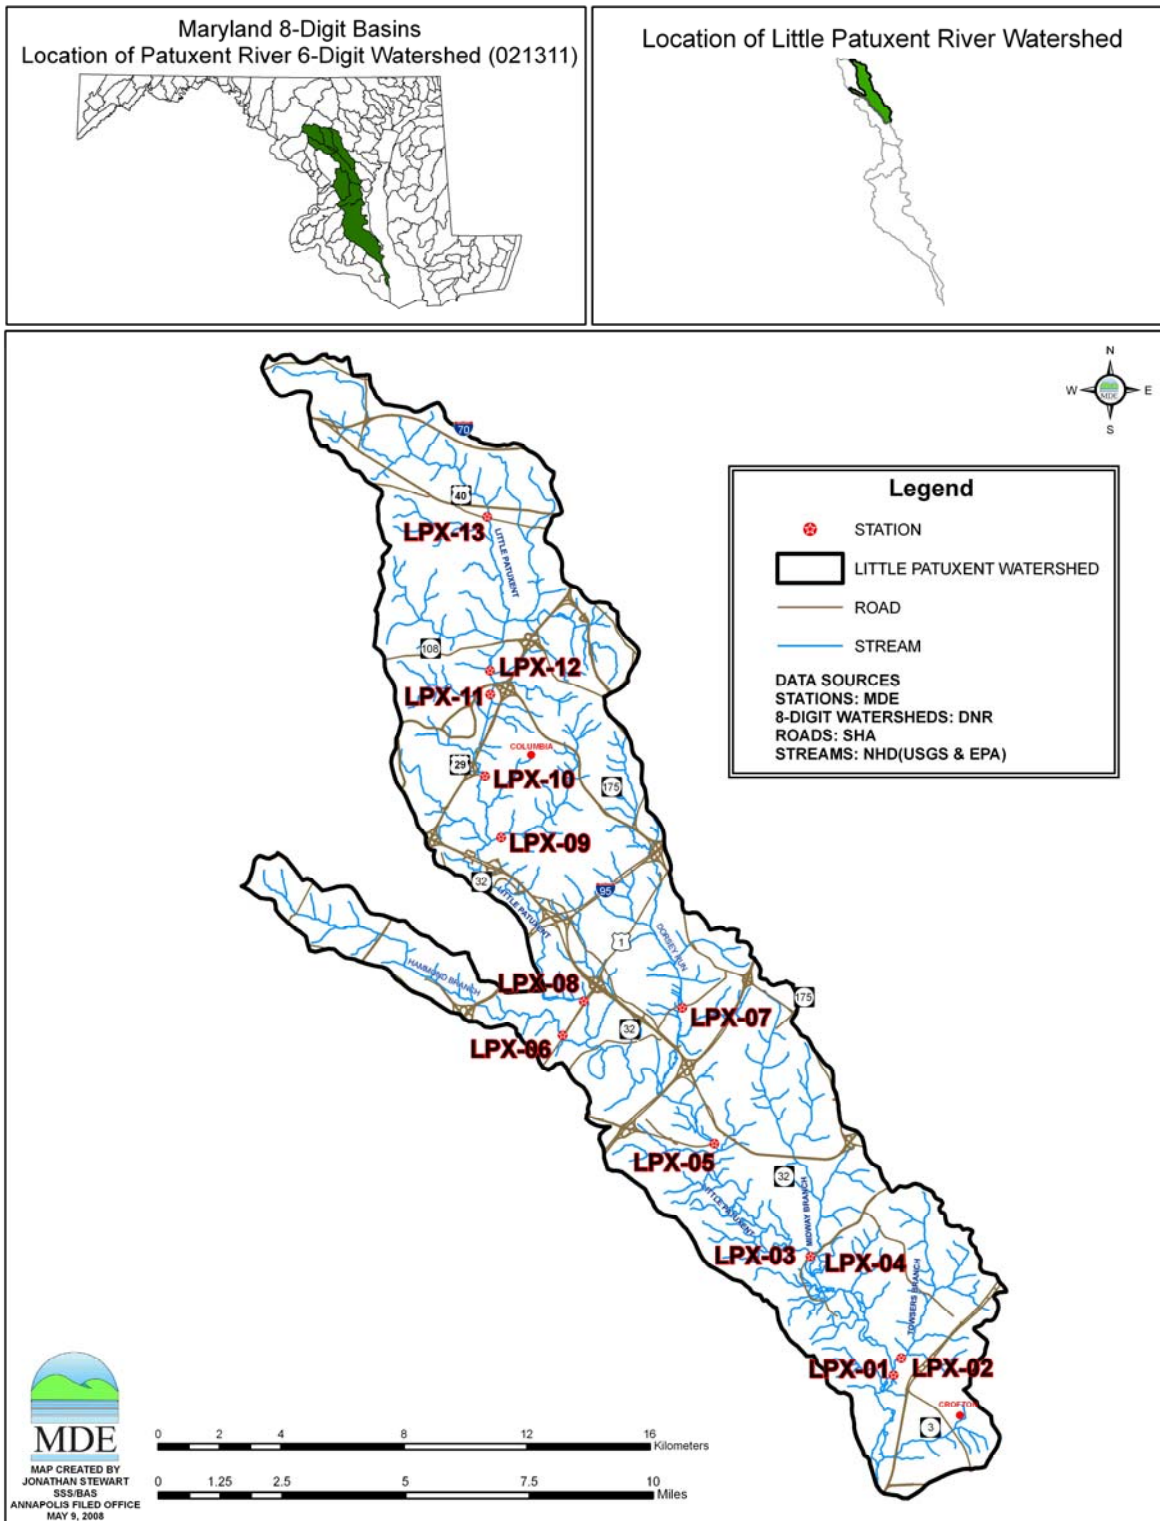 Maryland 8-Digit Basins
Location of Patuxent River 6-Digit Watershed (021311)
Location of Little Patuxent River Watershed
N
W
E
MDE
S
70
40
LPX-13
LITTLE PATUXENT
Legend
STATION
LITTLE PATUXENT WATERSHED
ROAD
STREAM
DATA SOURCES
STATIONS: MDE
8-DIGIT WATERSHEDS: DNR
ROADS: SHA
STREAMS: NHD(USGS & EPA)
108
LPX-12
LPX-11
COLUMBIA
29
LPX-10
175
LPX-09
32
95
LITTLE PATUXENT
1
DORSEY RUN
HAMMOND BRANCH
LPX-08
175
LPX-07
32
LPX-06
LPX-05
32
LITTLE PATUXENT
MIDWAY BRANCH
LPX-03
LPX-04
TOWSERS BRANCH
LPX-01
LPX-02
CROFTON
3
MDE
MAP CREATED BY
JONATHAN STEWART
SSS/BAS
ANNAPOLIS FILED OFFICE
MAY 9, 2008
0 2 4 8 12 16
Kilometers
0 1.25 2.5 5 7.5 10
Miles